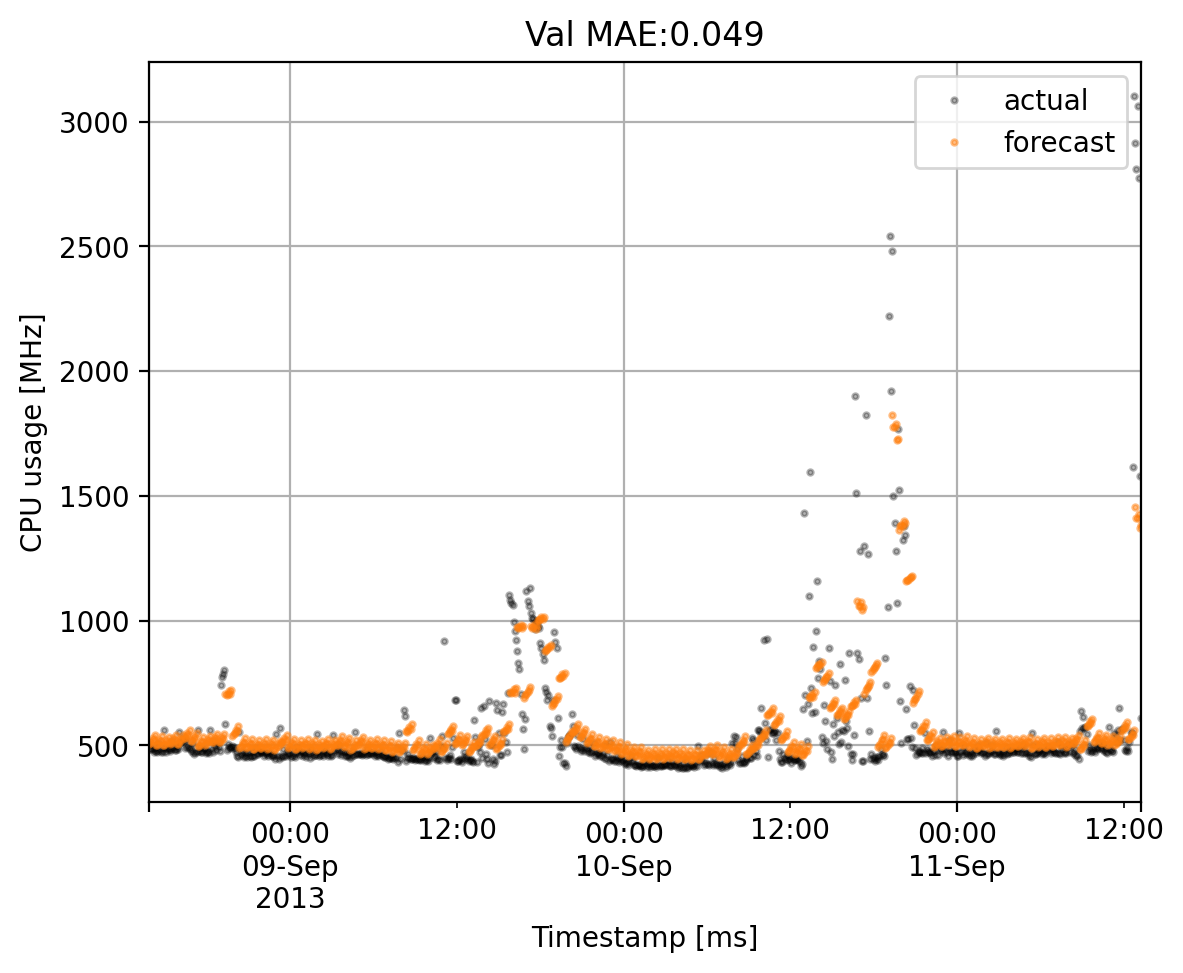 Val MAE:0.049
actual
forecast
3000
2500
2000
1500
1000
500
CPU usage [MHz]
00:00 12:00 00:00 12:00 00:00 12:00
09-Sep 10-Sep 11-Sep
2013
Timestamp [ms]